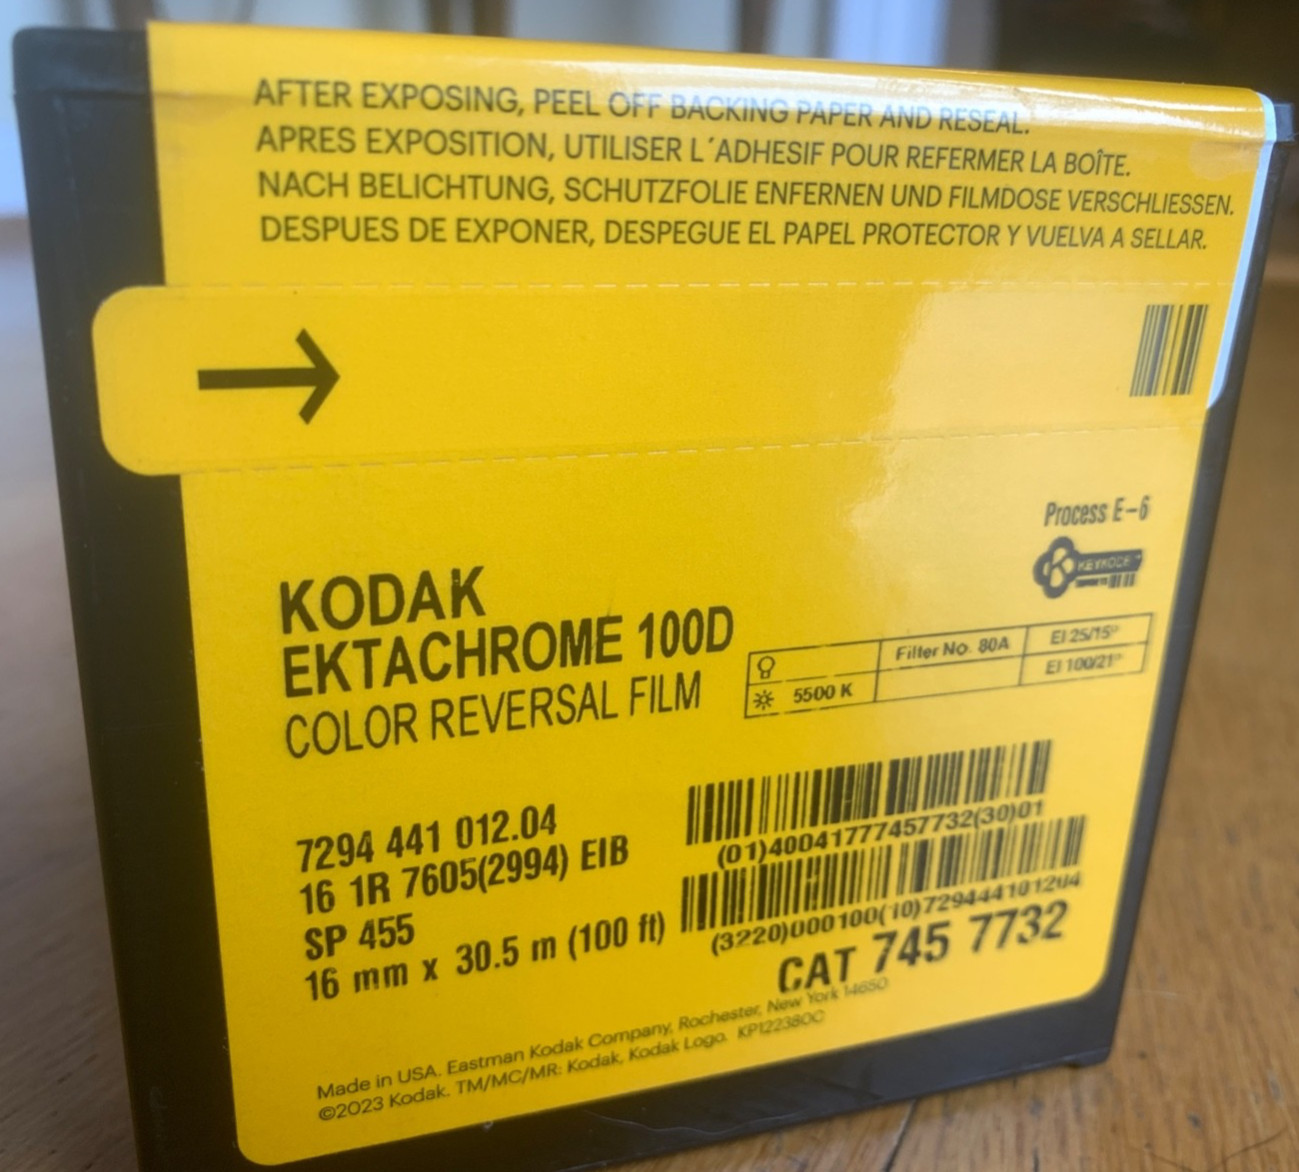 AFTER EXPOSING, PEEL OFF BACKING PAPER AND RESEAL.
APRES EXPOSITION, UTILISER L´ADHESIF POUR REFERMER LA BOÎTE.
NACH BELICHTUNG, SCHUTZFOLIE ENFERNEN UND FILMDOSE VERSCHLIESSEN.
DESPUES DE EXPONER, DESPEGUE EL PAPEL PROTECTOR Y VUELVA A SELLAR.
Process E-6
KEYKODE™
KODAK
EKTACHROME 100D
COLOR REVERSAL FILM
Filter No. 80A EI 25/15°
5500 K EI 100/21°
7294 441 012.04
16 1R 7605(2994) EIB
SP 455
16 mm x 30.5 m (100 ft)
(01)40041777457732(30)01
(3220)000100(10)729444101204
CAT 745 7732
Made in USA. Eastman Kodak Company, Rochester, New York 14650
©2023 Kodak. TM/MC/MR: Kodak, Kodak Logo. KP122380C